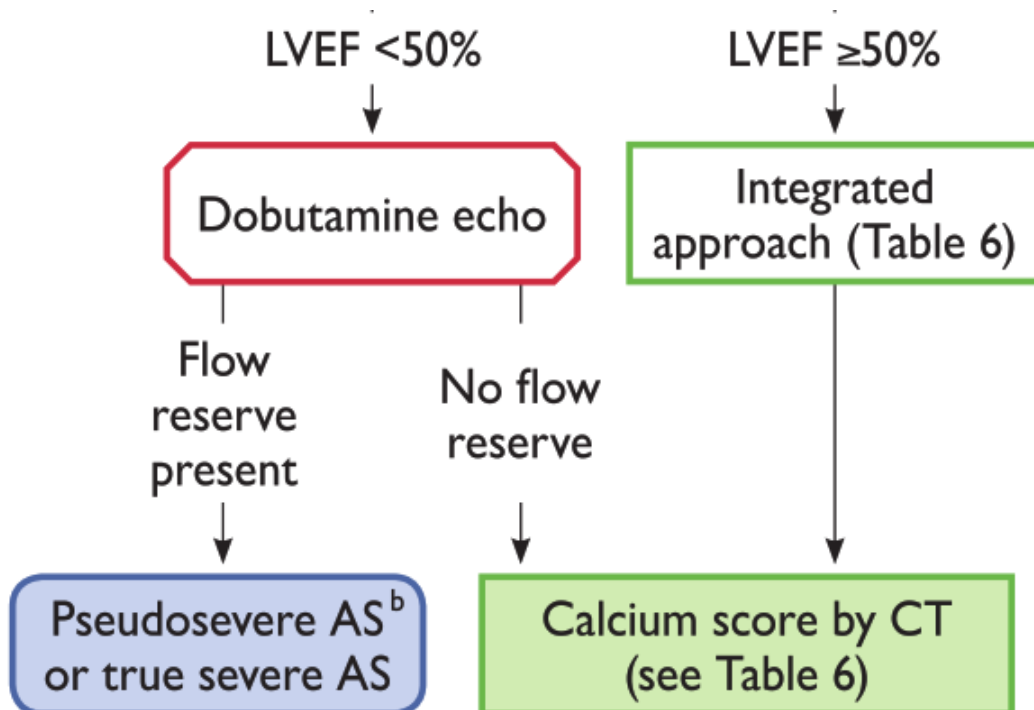 LVEF <50%
LVEF ≥50%
Dobutamine echo
Integrated
approach (Table 6)
Flow
reserve
present
No flow
reserve
Pseudosevere ASᵇ
or true severe AS
Calcium score by CT
(see Table 6)